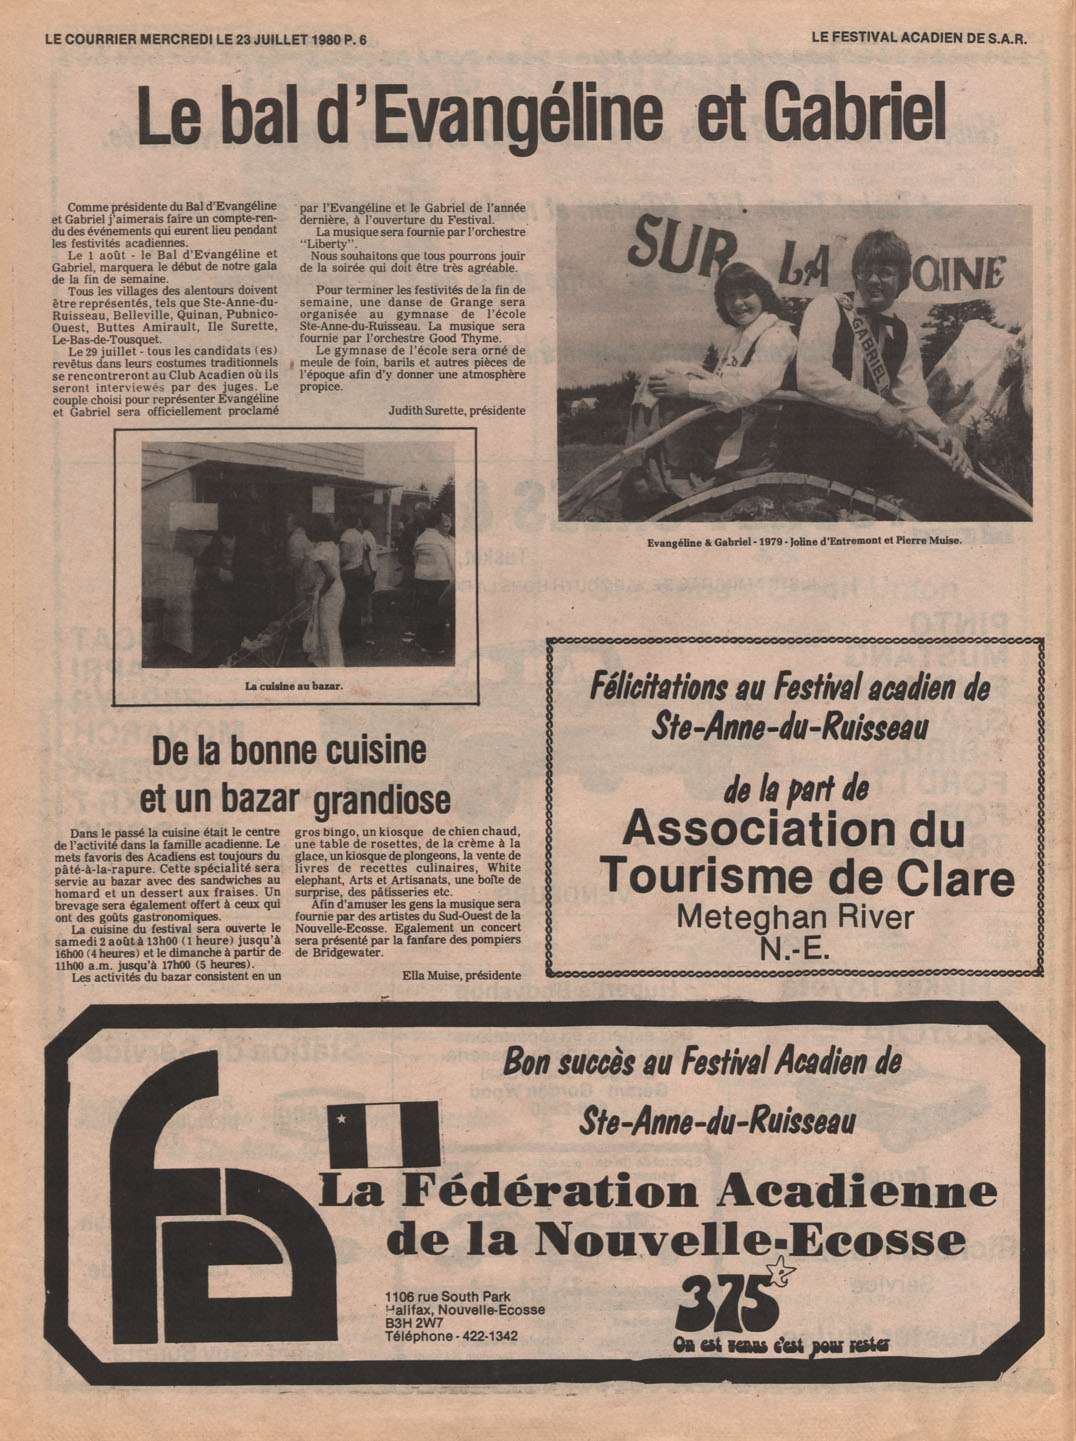 LE COURRIER MERCREDI LE 23 JUILLET 1980 P. 6
LE FESTIVAL ACADIEN DE S.A.R.
Le bal d'Evangéline et Gabriel
Comme présidente du Bal d'Evangéline
et Gabriel j'aimerais faire un compte-ren-
du des événements qui eurent lieu pendant
les festivités acadiennes.
Le 1 août - le Bal d'Evangéline et
Gabriel, marquera le début de notre gala
de la fin de semaine.
Tous les villages des alentours doivent
être représentés, tels que Ste-Anne-du-
Ruisseau, Belleville, Quinan, Pubnico-
Ouest, Buttes Amirault, Ile Surette,
Le-Bas-de-Tousquet.
Le 29 juillet - tous les candidats (es)
revêtus dans leurs costumes traditionnels
se rencontreront au Club Acadien où ils
seront interviewés par des juges. Le
couple choisi pour représenter Evangéline
et Gabriel sera officiellement proclamé
par l'Evangéline et le Gabriel de l'année
dernière, à l'ouverture du Festival.
La musique sera fournie par l'orchestre
"Liberty".
Nous souhaitons que tous pourrons jouir
de la soirée qui doit être très agréable.
Pour terminer les festivités de la fin de
semaine, une danse de Grange sera
organisée au gymnase de l'école
Ste-Anne-du-Ruisseau. La musique sera
fournie par l'orchestre Good Thyme.
Le gymnase de l'école sera orné de
meule de foin, barils et autres pièces de
l'époque afin d'y donner une atmosphère
propice.
Judith Surette, présidente
SUR LA
OINE
GABRIEL
Evangéline & Gabriel - 1979 - Joline d'Entremont et Pierre Muise.
La cuisine au bazar.
De la bonne cuisine
et un bazar grandiose
Dans le passé la cuisine était le centre
de l'activité dans la famille acadienne. Le
mets favoris des Acadiens est toujours du
pâté-à-la-rapure. Cette spécialité sera
servie au bazar avec des sandwiches au
homard et un dessert aux fraises. Un
brevage sera également offert à ceux qui
ont des goûts gastronomiques.
La cuisine du festival sera ouverte le
samedi 2 août à 13h00 (1 heure) jusqu'à
16h00 (4 heures) et le dimanche à partir de
11h00 a.m. jusqu'à 17h00 (5 heures).
Les activités du bazar consistent en un
gros bingo, un kiosque de chien chaud,
une table de rosettes, de la crème à la
glace, un kiosque de plongeons, la vente de
livres de recettes culinaires, White
elephant, Arts et Artisanats, une boîte de
surprise, des pâtisseries etc.
Afin d'amuser les gens la musique sera
fournie par des artistes du Sud-Ouest de la
Nouvelle-Ecosse. Egalement un concert
sera présenté par la fanfare des pompiers
de Bridgewater.
Ella Muise, présidente
Félicitations au Festival acadien de
Ste-Anne-du-Ruisseau
de la part de
Association du
Tourisme de Clare
Meteghan River
N.-E.
Bon succès au Festival Acadien de
Ste-Anne-du-Ruisseau
La Fédération Acadienne
de la Nouvelle-Ecosse
1106 rue South Park
Halifax, Nouvelle-Ecosse
B3H 2W7
Téléphone - 422-1342
375e
On est venus c'est pour rester